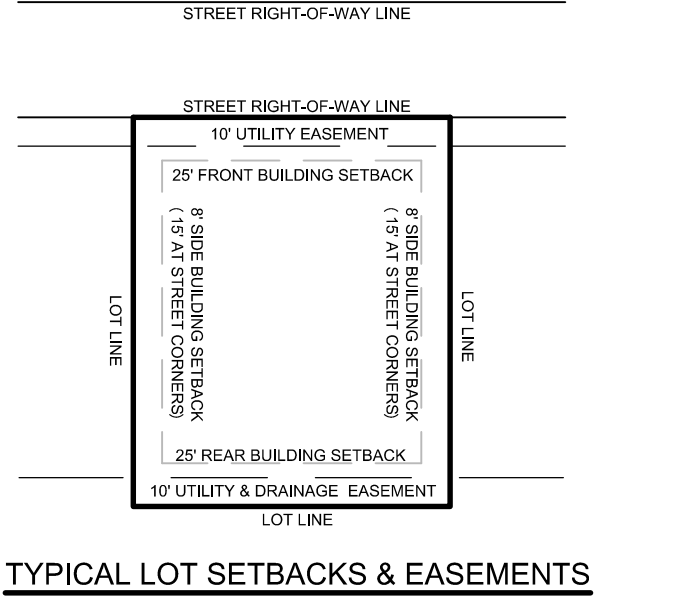 STREET RIGHT-OF-WAY LINE
STREET RIGHT-OF-WAY LINE
10' UTILITY EASEMENT
25' FRONT BUILDING SETBACK
8' SIDE BUILDING SETBACK
( 15' AT STREET CORNERS)
8' SIDE BUILDING SETBACK
( 15' AT STREET CORNERS)
LOT LINE
LOT LINE
25' REAR BUILDING SETBACK
10' UTILITY & DRAINAGE EASEMENT
LOT LINE
TYPICAL LOT SETBACKS & EASEMENTS